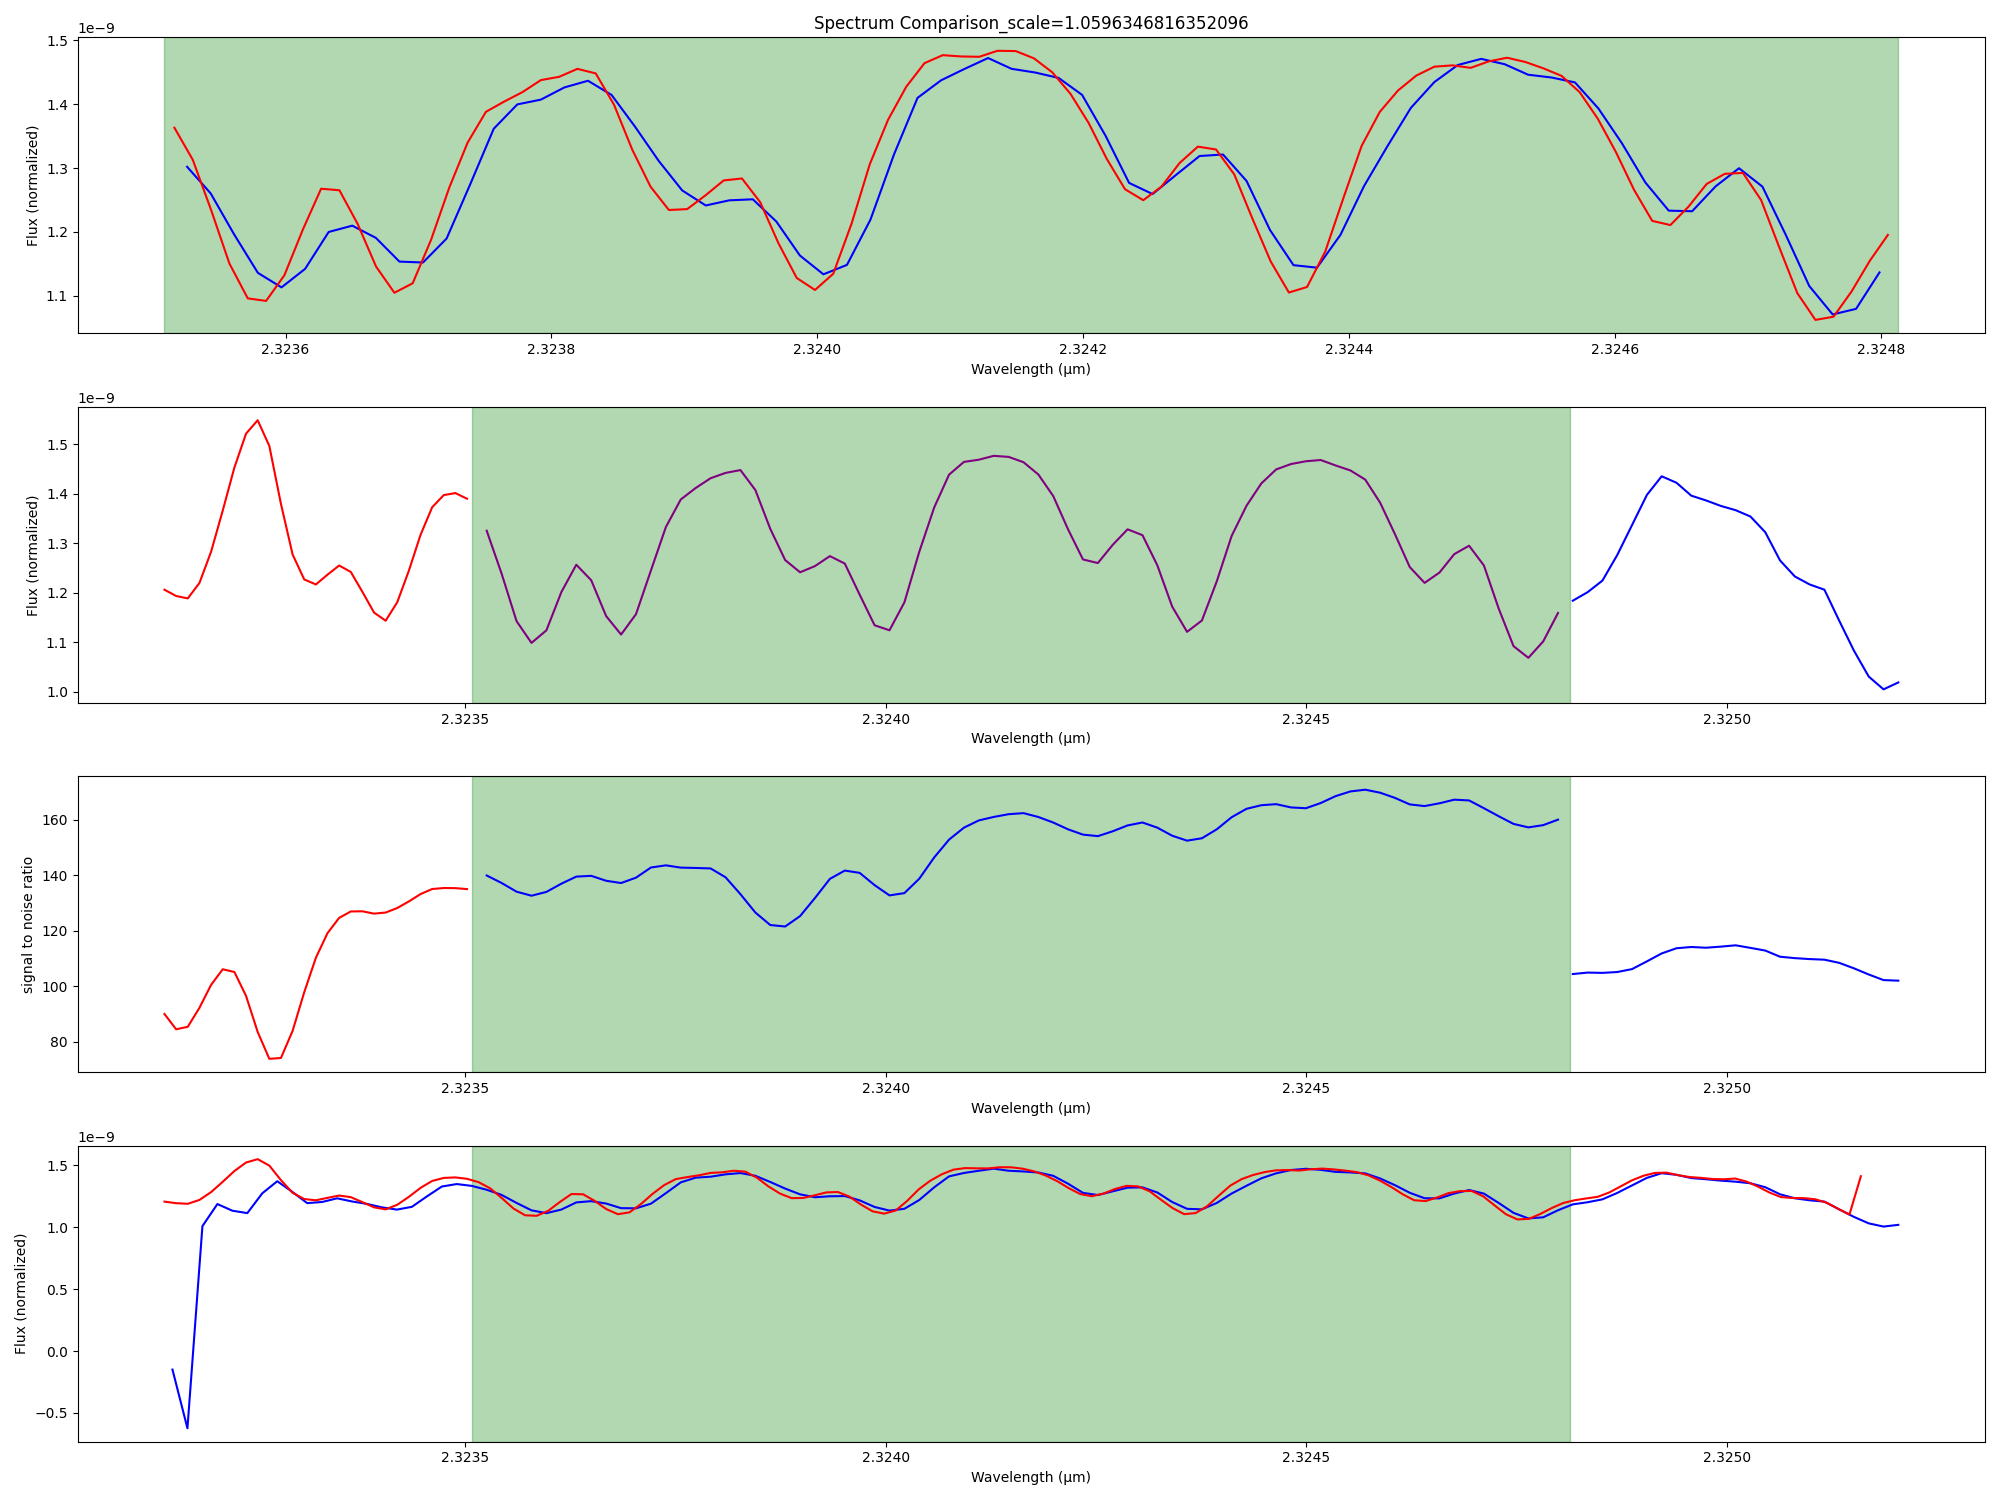 Spectrum Comparison_scale=1.0596346816352096
1e−9
1.5
1.4
1.3
1.2
1.1
Flux (normalized)
2.3236 2.3238 2.3240 2.3242 2.3244 2.3246 2.3248
Wavelength (μm)
1e−9
1.5
1.4
1.3
1.2
1.1
1.0
Flux (normalized)
2.3235 2.3240 2.3245 2.3250
Wavelength (μm)
160
140
120
100
80
signal to noise ratio
2.3235 2.3240 2.3245 2.3250
Wavelength (μm)
1e−9
1.5
1.0
0.5
0.0
−0.5
Flux (normalized)
2.3235 2.3240 2.3245 2.3250
Wavelength (μm)